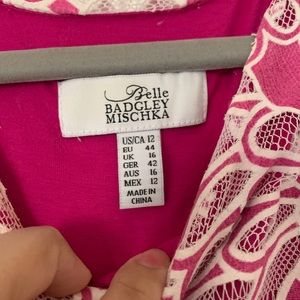 Belle
BADGLEY
MISCHKA
US/CA 12
EU 44
UK 16
GER 42
AUS 16
MEX 12
MADE IN
CHINA